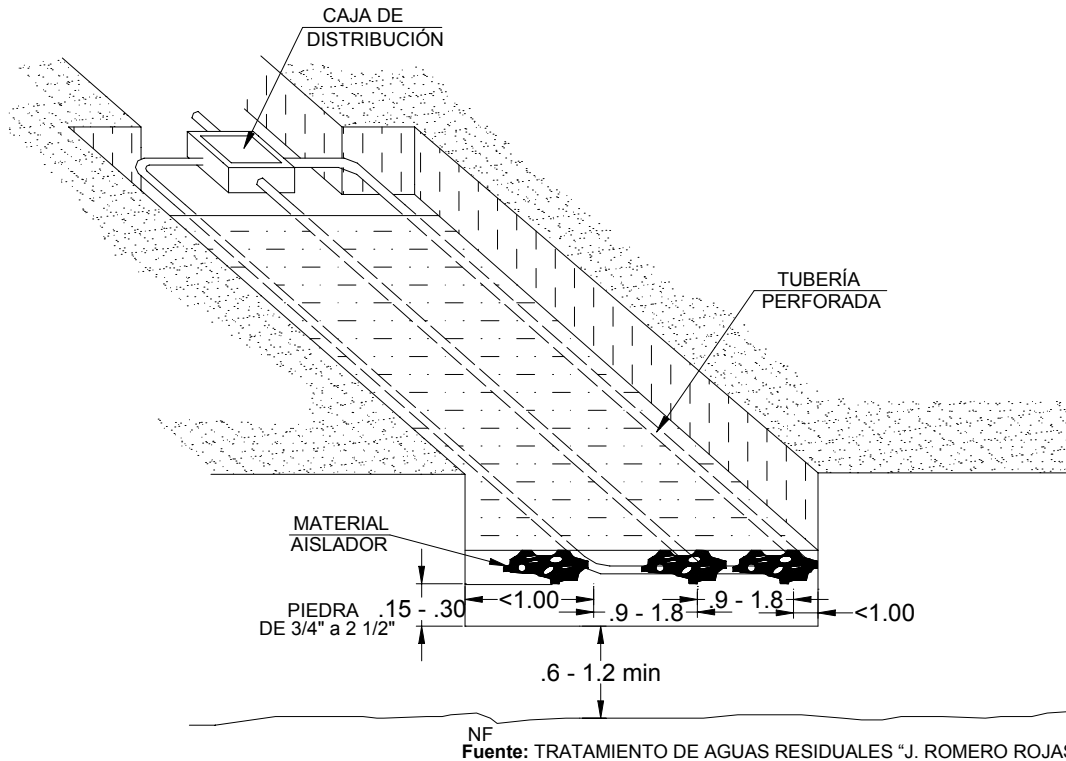 CAJA DE
DISTRIBUCIÓN
TUBERÍA
PERFORADA
MATERIAL
AISLADOR
PIEDRA
DE 3/4" a 2 1/2"
.15 - .30
<1.00
.9 - 1.8
.9 - 1.8
<1.00
.6 - 1.2 min
NF
Fuente: TRATAMIENTO DE AGUAS RESIDUALES “J. ROMERO ROJAS